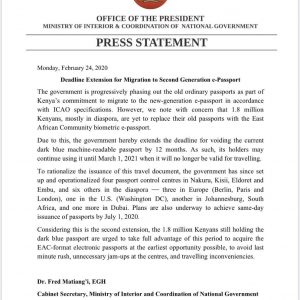 OFFICE OF THE PRESIDENT
MINISTRY OF INTERIOR & COORDINATION OF NATIONAL GOVERNMENT
PRESS STATEMENT
Monday, February 24, 2020
Deadline Extension for Migration to Second Generation e-Passport
The government is progressively phasing out the old ordinary passports as part of
Kenya's commitment to migrate to the new-generation e-passport in accordance
with ICAO specifications. However, we note with concern that 1.8 million
Kenyans, mostly in diaspora, are yet to replace their old passports with the East
African Community biometric e-passport.
Due to this, the government hereby extends the deadline for voiding the current
dark blue machine-readable passport by 12 months. As such, its holders may
continue using it until March 1, 2021 when it will no longer be valid for travelling.
To rationalize the issuing of this travel document, the government has since set
up and operationalized four passport control centres in Nakuru, Kisii, Eldoret and
Embu, and six others in the diaspora — three in Europe (Berlin, Paris and
London), one in the U.S. (Washington DC), another in Johannesburg, South
Africa, and one more in Dubai. Plans are also underway to achieve same-day
issuance of passports by July 1, 2020.
Considering this is the second extension, the 1.8 million Kenyans still holding the
dark blue passport are urged to take full advantage of this period to acquire the
EAC-format electronic passports at the earliest opportunity possible, to avoid last
minute rush, unnecessary jam-ups at the centres, and travelling inconveniencies.
Dr. Fred Matiang'i, EGH
Cabinet Secretary, Ministry of Interior and Coordination of National Government